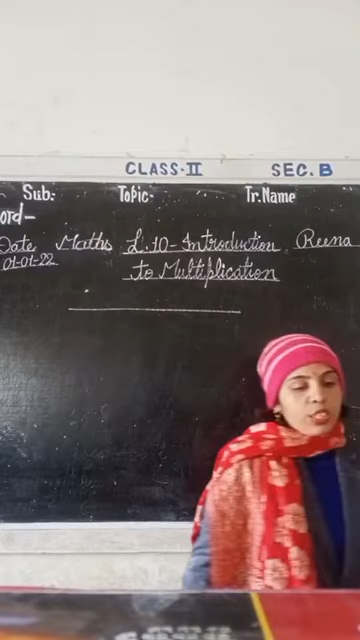 CLASS-II SEC. B
Sub: Topic- Tr.Name
ord-
Date Maths L.10-Introduction Reena
01-01-22 to Multiplication